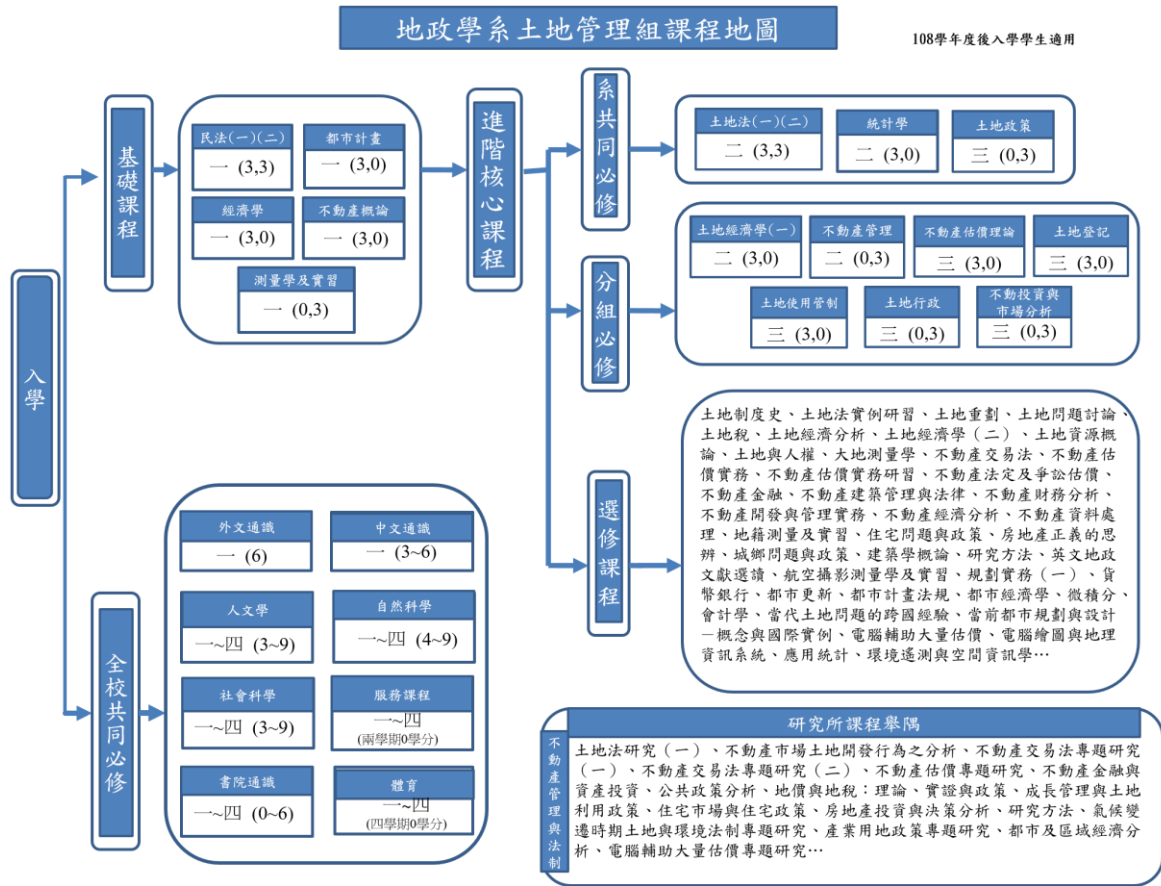 地政學系土地管理組課程地圖
108學年度後入學學生適用
入學
基礎課程
民法(一)(二)
一 (3,3)
都市計畫
一 (3,0)
經濟學
一 (3,0)
不動產概論
一 (3,0)
測量學及實習
一 (0,3)
進階核心課程
系共同必修
土地法(一)(二)
二 (3,3)
統計學
二 (3,0)
土地政策
三 (0,3)
分組必修
土地經濟學(一)
二 (3,0)
不動產管理
二 (0,3)
不動產估價理論
三 (3,0)
土地登記
三 (3,0)
土地使用管制
三 (3,0)
土地行政
三 (0,3)
不動投資與
市場分析
三 (0,3)
選修課程
土地制度史、土地法實例研習、土地重劃、土地問題討論、
土地稅、土地經濟分析、土地經濟學（二）、土地資源概
論、土地與人權、大地測量學、不動產交易法、不動產估
價實務、不動產估價實務研習、不動產法定及爭訟估價、
不動產金融、不動產建築管理與法律、不動產財務分析、
不動產開發與管理實務、不動產經濟分析、不動產資料處
理、地籍測量及實習、住宅問題與政策、房地產正義的思
辨、城鄉問題與政策、建築學概論、研究方法、英文地政
文獻選讀、航空攝影測量學及實習、規劃實務（一）、貨
幣銀行、都市更新、都市計畫法規、都市經濟學、微積分、
會計學、當代土地問題的跨國經驗、當前都市規劃與設計
－概念與國際實例、電腦輔助大量估價、電腦繪圖與地理
資訊系統、應用統計、環境遙測與空間資訊學…
全校共同必修
外文通識
一 (6)
中文通識
一 (3~6)
人文學
一~四 (3~9)
自然科學
一~四 (4~9)
社會科學
一~四 (3~9)
服務課程
一~四
(兩學期0學分)
書院通識
一~四 (0~6)
體育
一~四
(四學期0學分)
不動產管理與法制
研究所課程舉隅
土地法研究（一）、不動產市場土地開發行為之分析、不動產交易法專題研究
（一）、不動產交易法專題研究（二）、不動產估價專題研究、不動產金融與
資產投資、公共政策分析、地價與地稅：理論、實證與政策、成長管理與土地
利用政策、住宅市場與住宅政策、房地產投資與決策分析、研究方法、氣候變
遷時期土地與環境法制專題研究、產業用地政策專題研究、都市及區域經濟分
析、電腦輔助大量估價專題研究…